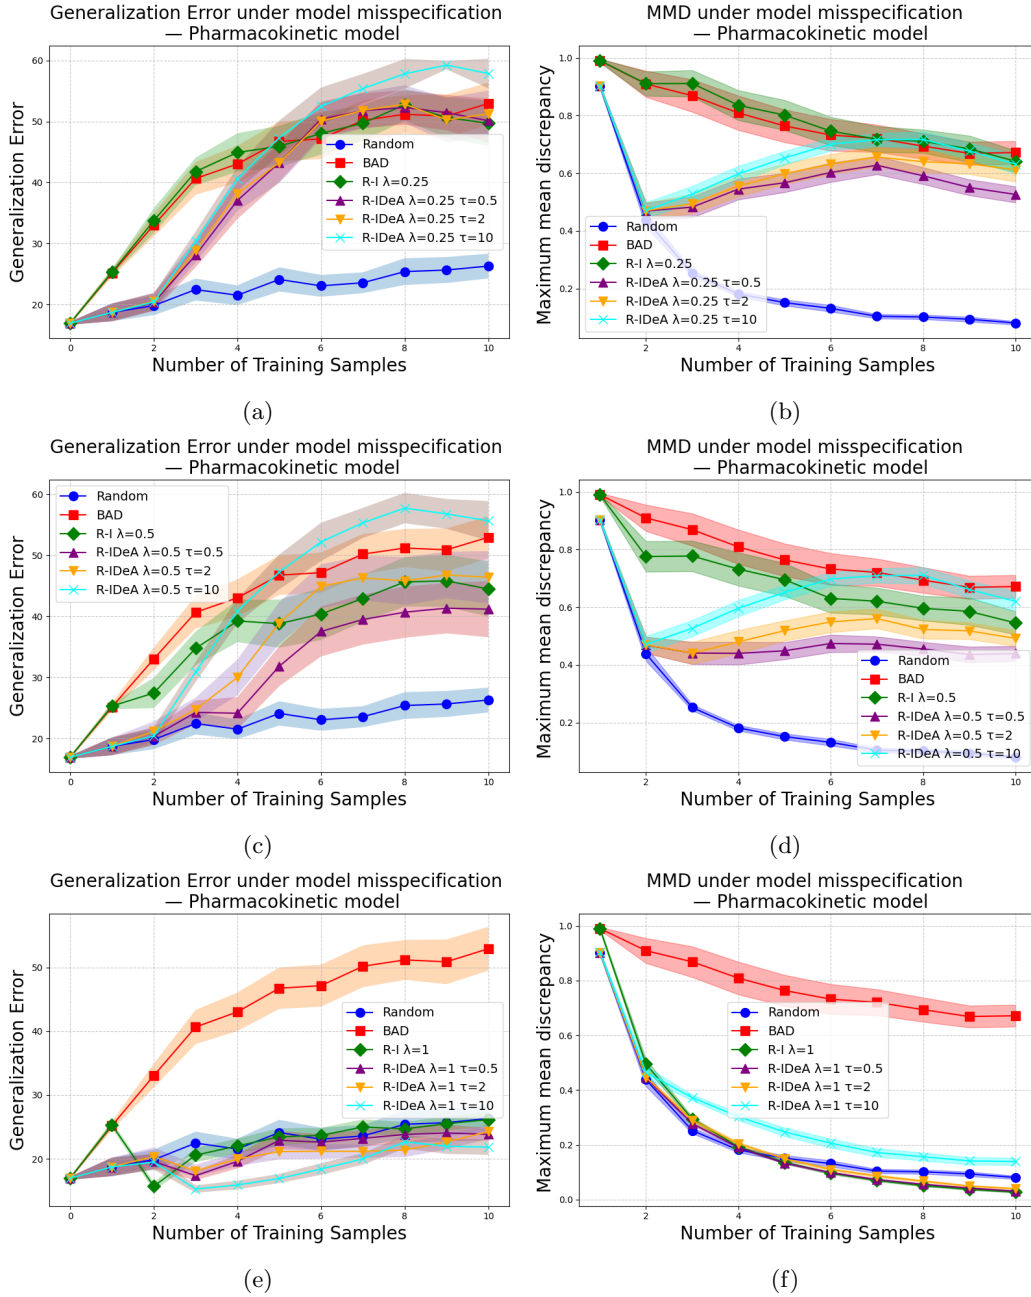 Generalization Error under model misspecification
— Pharmacokinetic model
Generalization Error
60
50
40
30
20
0
2
4
6
8
10
Number of Training Samples
Random
BAD
R-I λ=0.25
R-IDeA λ=0.25 τ=0.5
R-IDeA λ=0.25 τ=2
R-IDeA λ=0.25 τ=10
(a)
MMD under model misspecification
— Pharmacokinetic model
Maximum mean discrepancy
1.0
0.8
0.6
0.4
0.2
2
4
6
8
10
Number of Training Samples
Random
BAD
R-I λ=0.25
R-IDeA λ=0.25 τ=0.5
R-IDeA λ=0.25 τ=2
R-IDeA λ=0.25 τ=10
(b)
Generalization Error under model misspecification
— Pharmacokinetic model
Generalization Error
60
50
40
30
20
0
2
4
6
8
10
Number of Training Samples
Random
BAD
R-I λ=0.5
R-IDeA λ=0.5 τ=0.5
R-IDeA λ=0.5 τ=2
R-IDeA λ=0.5 τ=10
(c)
MMD under model misspecification
— Pharmacokinetic model
Maximum mean discrepancy
1.0
0.8
0.6
0.4
0.2
2
4
6
8
10
Number of Training Samples
Random
BAD
R-I λ=0.5
R-IDeA λ=0.5 τ=0.5
R-IDeA λ=0.5 τ=2
R-IDeA λ=0.5 τ=10
(d)
Generalization Error under model misspecification
— Pharmacokinetic model
Generalization Error
50
40
30
20
0
2
4
6
8
10
Number of Training Samples
Random
BAD
R-I λ=1
R-IDeA λ=1 τ=0.5
R-IDeA λ=1 τ=2
R-IDeA λ=1 τ=10
(e)
MMD under model misspecification
— Pharmacokinetic model
Maximum mean discrepancy
1.0
0.8
0.6
0.4
0.2
0.0
2
4
6
8
10
Number of Training Samples
Random
BAD
R-I λ=1
R-IDeA λ=1 τ=0.5
R-IDeA λ=1 τ=2
R-IDeA λ=1 τ=10
(f)